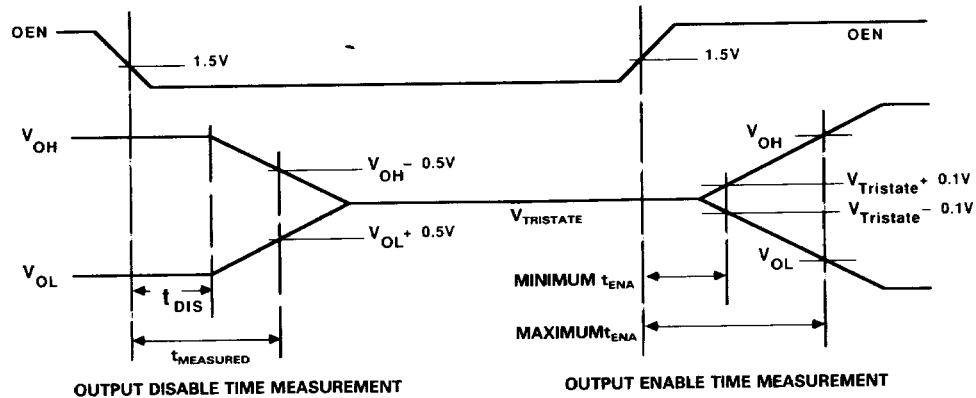 OEN
1.5V
1.5V
OEN
VOH
VOH - 0.5V
VOH
VTristate + 0.1V
VTRISTATE
VTristate - 0.1V
VOL + 0.5V
VOL
VOL
tDIS
MINIMUM tENA
MAXIMUMtENA
tMEASURED
OUTPUT DISABLE TIME MEASUREMENT
OUTPUT ENABLE TIME MEASUREMENT